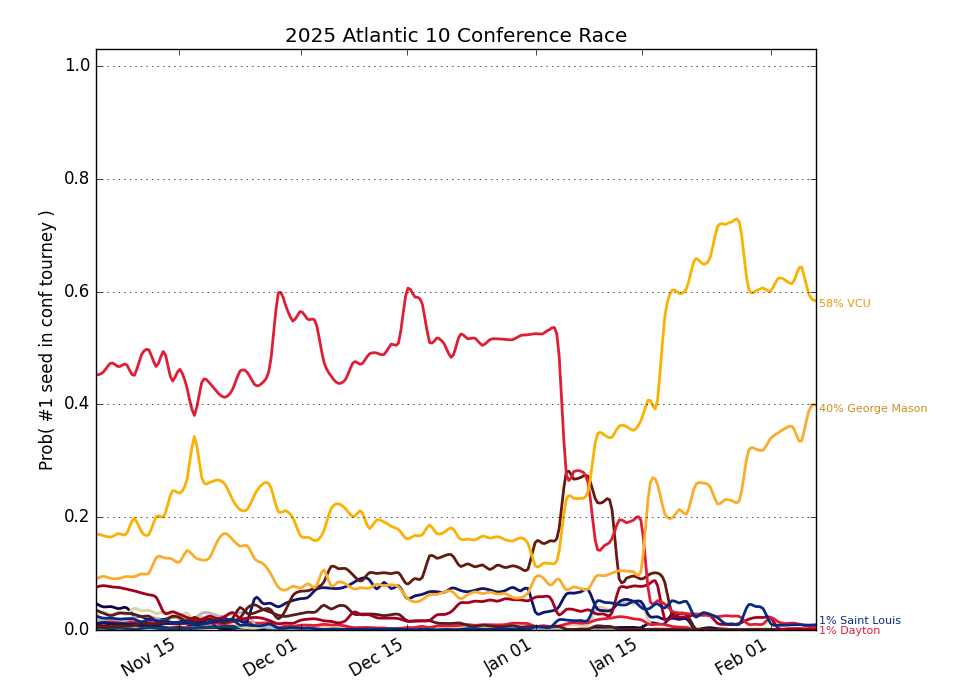 2025 Atlantic 10 Conference Race
Prob( #1 seed in conf tourney )
1.0
0.8
0.6
0.4
0.2
0.0
58% VCU
40% George Mason
1% Saint Louis
1% Dayton
Nov 15
Dec 01
Dec 15
Jan 01
Jan 15
Feb 01